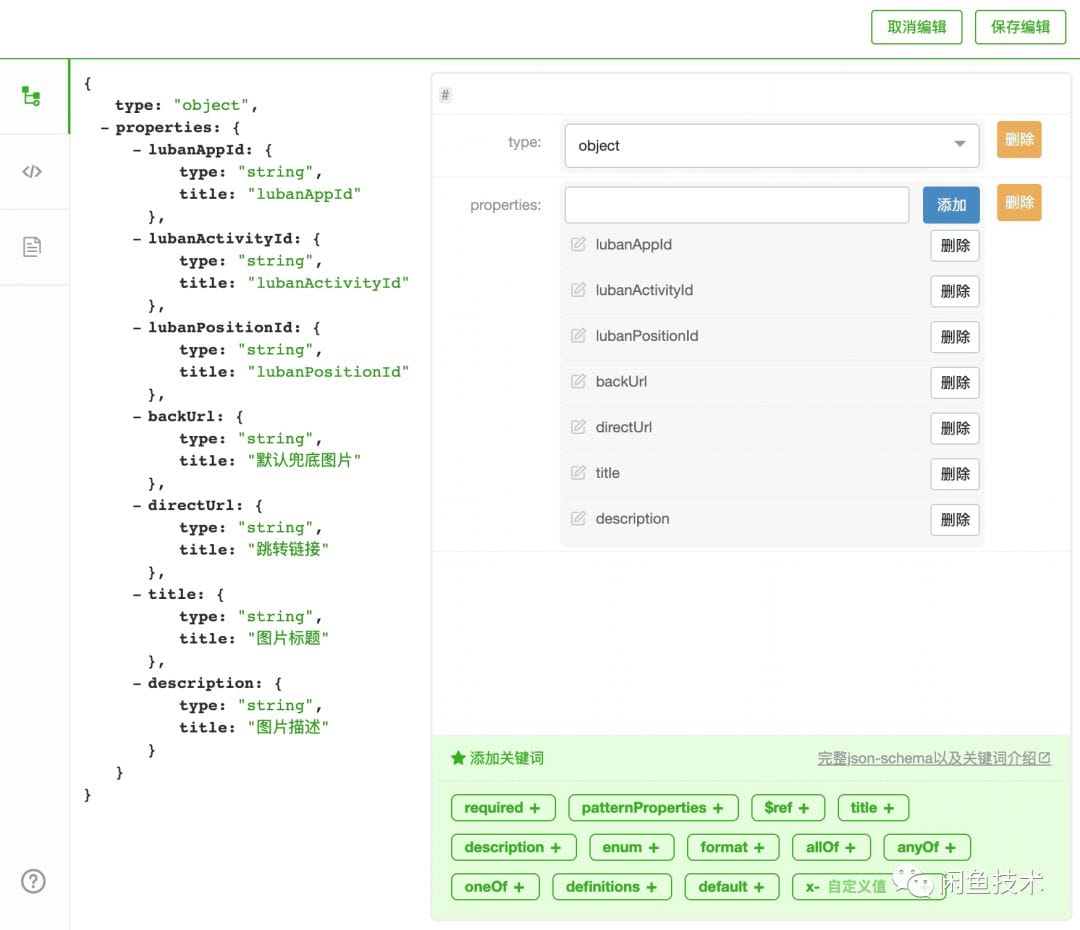 取消编辑
保存编辑
{
type: "object",
– properties: {
– lubanAppId: {
type: "string",
title: "lubanAppId"
},
– lubanActivityId: {
type: "string",
title: "lubanActivityId"
},
– lubanPositionId: {
type: "string",
title: "lubanPositionId"
},
– backUrl: {
type: "string",
title: "默认兜底图片"
},
– directUrl: {
type: "string",
title: "跳转链接"
},
– title: {
type: "string",
title: "图片标题"
},
– description: {
type: "string",
title: "图片描述"
}
}
}
#
type: object 删除
properties: 添加 删除
lubanAppId 删除
lubanActivityId 删除
lubanPositionId 删除
backUrl 删除
directUrl 删除
title 删除
description 删除
★ 添加关键词 完整json-schema以及关键词介绍
required + patternProperties + $ref + title +
description + enum + format + allOf + anyOf +
oneOf + definitions + default + x- 自定义值 +
闲鱼技术